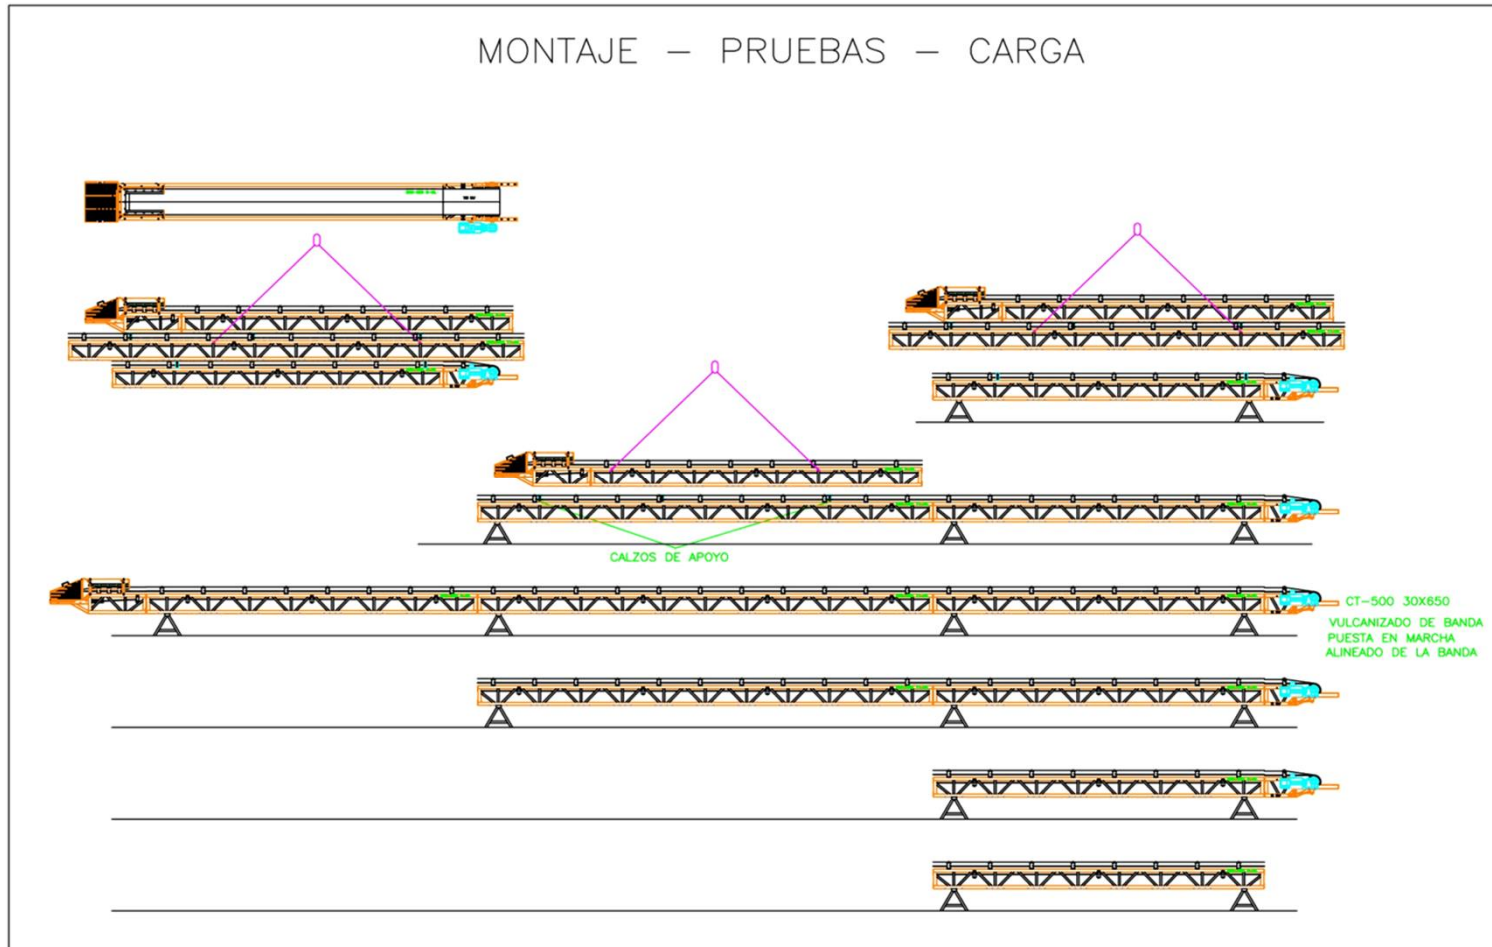 MONTAJE - PRUEBAS - CARGA
CALZOS DE APOYO
CT-500 30X650
VULCANIZADO DE BANDA
PUESTA EN MARCHA
ALINEADO DE LA BANDA